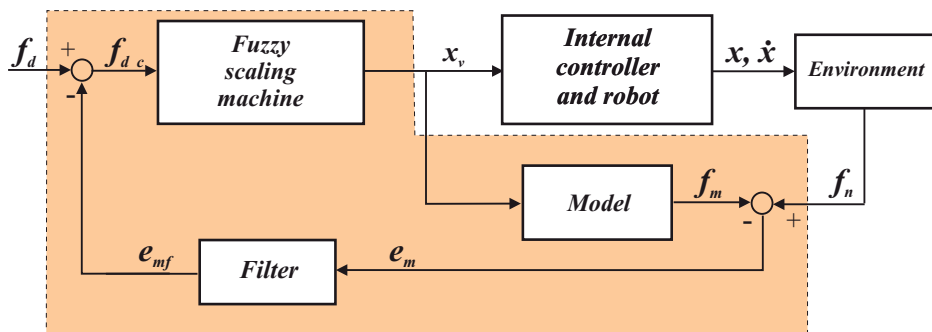 f_d
+
-
f_d c
Fuzzy
scaling
machine
x_v
Internal
controller
and robot
x, ẋ
Environment
Model
f_m
-
+
f_n
e_mf
Filter
e_m